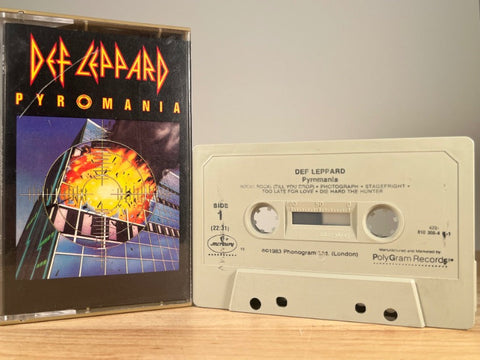 DEF LEPPARD
PYROMANIA
DEF LEPPARD
Pyromania
ROCK ROCK (TILL YOU DROP) • PHOTOGRAPH • STAGEFRIGHT •
TOO LATE FOR LOVE • DIE HARD THE HUNTER
SIDE
1
(22:31)
mercury
℗1983 Phonogram Ltd. (London)
Manufactured and Marketed by
PolyGram Records